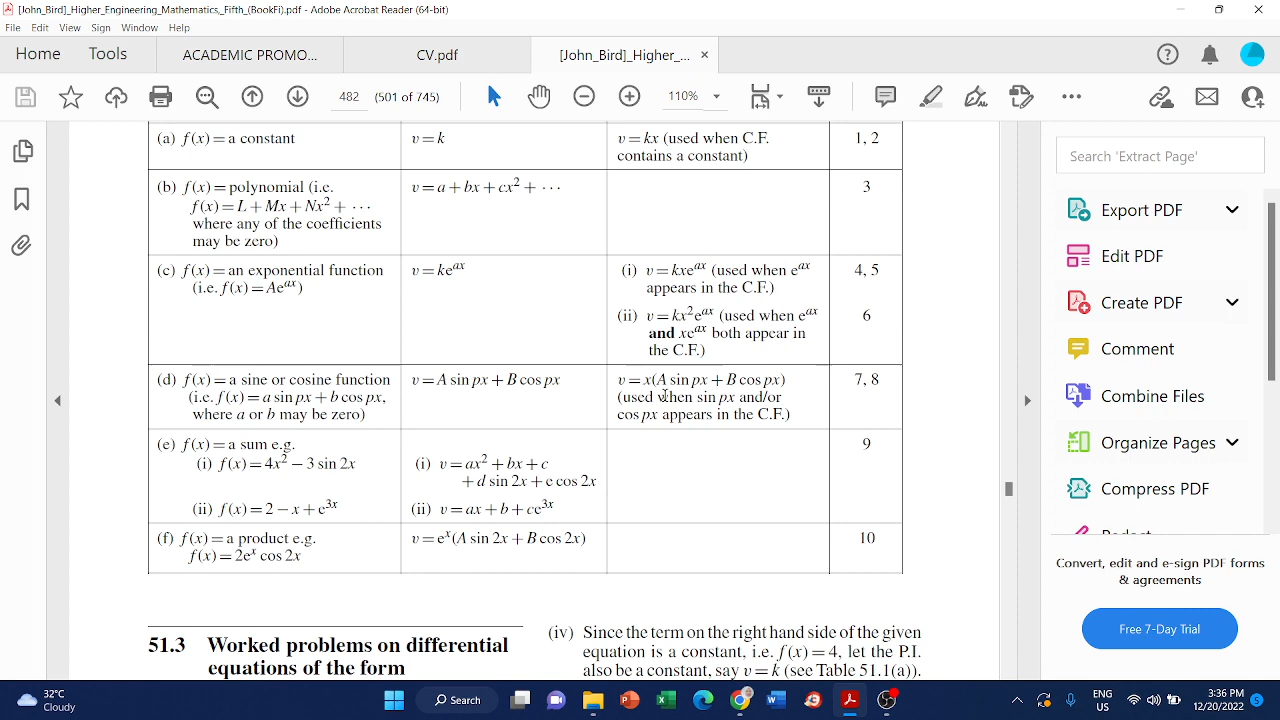 [John_Bird]_Higher_Engineering_Mathematics,_Fifth_(BookFi).pdf - Adobe Acrobat Reader (64-bit)
File Edit View Sign Window Help
Home Tools ACADEMIC PROMO... CV.pdf [John_Bird]_Higher_... ×
482 (501 of 745) 110%
(a) f(x) = a constant v = k v = kx (used when C.F. 1, 2
contains a constant)
(b) f(x) = polynomial (i.e. v = a + bx + cx² + ··· 3
f(x) = L + Mx + Nx² + ···
where any of the coefficients
may be zero)
(c) f(x) = an exponential function v = ke^{ax} (i) v = kxe^{ax} (used when e^{ax} 4, 5
(i.e. f(x) = Ae^{ax}) appears in the C.F.)
(ii) v = kx²e^{ax} (used when e^{ax} 6
and xe^{ax} both appear in
the C.F.)
(d) f(x) = a sine or cosine function v = A sin px + B cos px v = x(A sin px + B cos px) 7, 8
(i.e. f(x) = a sin px + b cos px, (used when sin px and/or
where a or b may be zero) cos px appears in the C.F.)
(e) f(x) = a sum e.g. 9
(i) f(x) = 4x² − 3 sin 2x (i) v = ax² + bx + c
+ d sin 2x + e cos 2x
(ii) f(x) = 2 − x + e^{3x} (ii) v = ax + b + ce^{3x}
(f) f(x) = a product e.g. v = e^x(A sin 2x + B cos 2x) 10
f(x) = 2e^x cos 2x
51.3 Worked problems on differential
equations of the form
(iv) Since the term on the right hand side of the given
equation is a constant, i.e. f(x) = 4, let the P.I.
also be a constant, say v = k (see Table 51.1(a)).
Search 'Extract Page'
Export PDF
Edit PDF
Create PDF
Comment
Combine Files
Organize Pages
Compress PDF
Convert, edit and e-sign PDF forms
& agreements
Free 7-Day Trial
32°C
Cloudy
Search
ENG
US
3:36 PM
12/20/2022
5